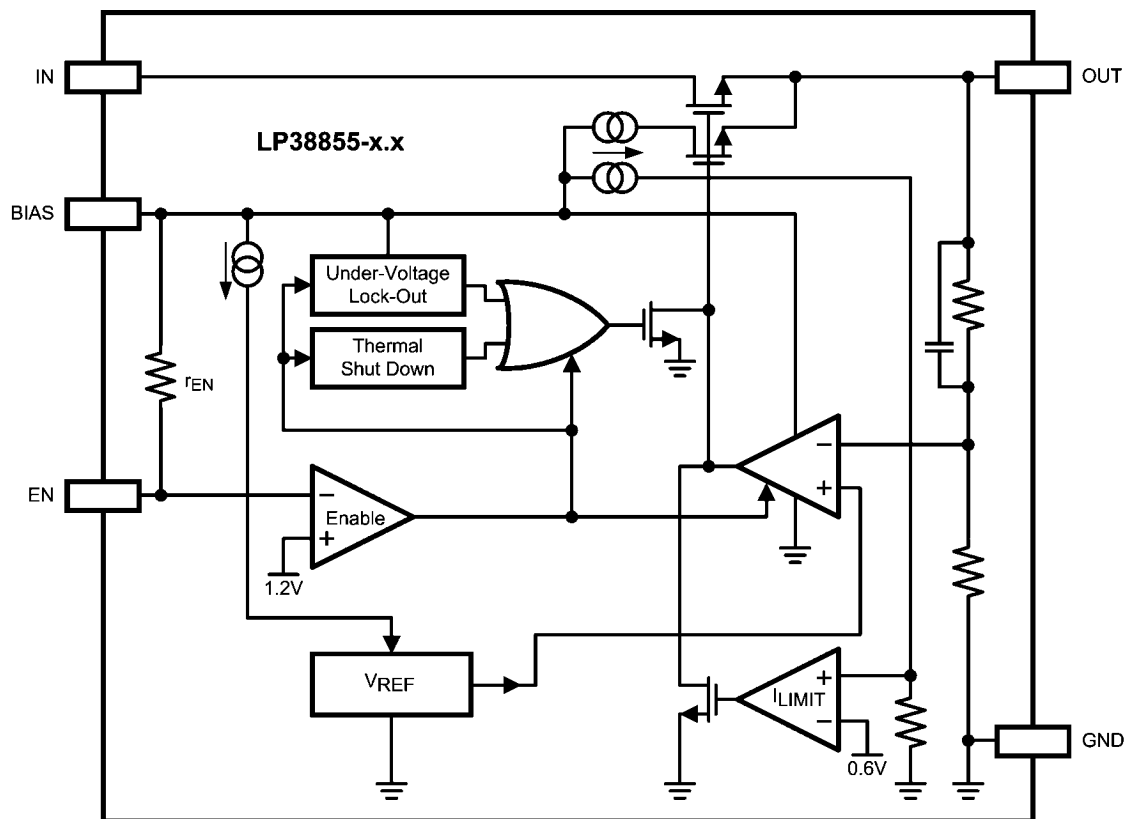 IN
OUT
LP38855-x.x
BIAS
Under-Voltage
Lock-Out
Thermal
Shut Down
rEN
−
+
EN
−
Enable
+
1.2V
VREF
+
ILIMIT
−
0.6V
GND